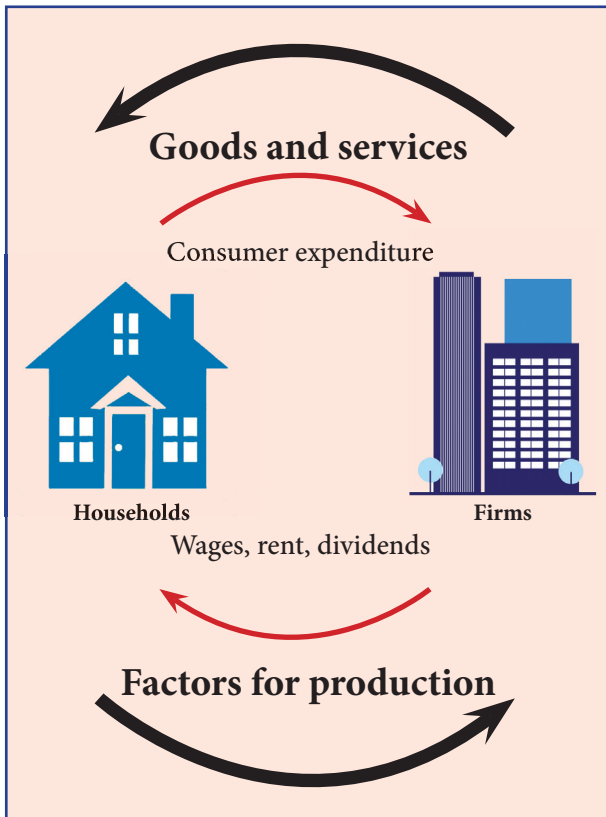 Goods and services
Consumer expenditure
Households
Firms
Wages, rent, dividends
Factors for production